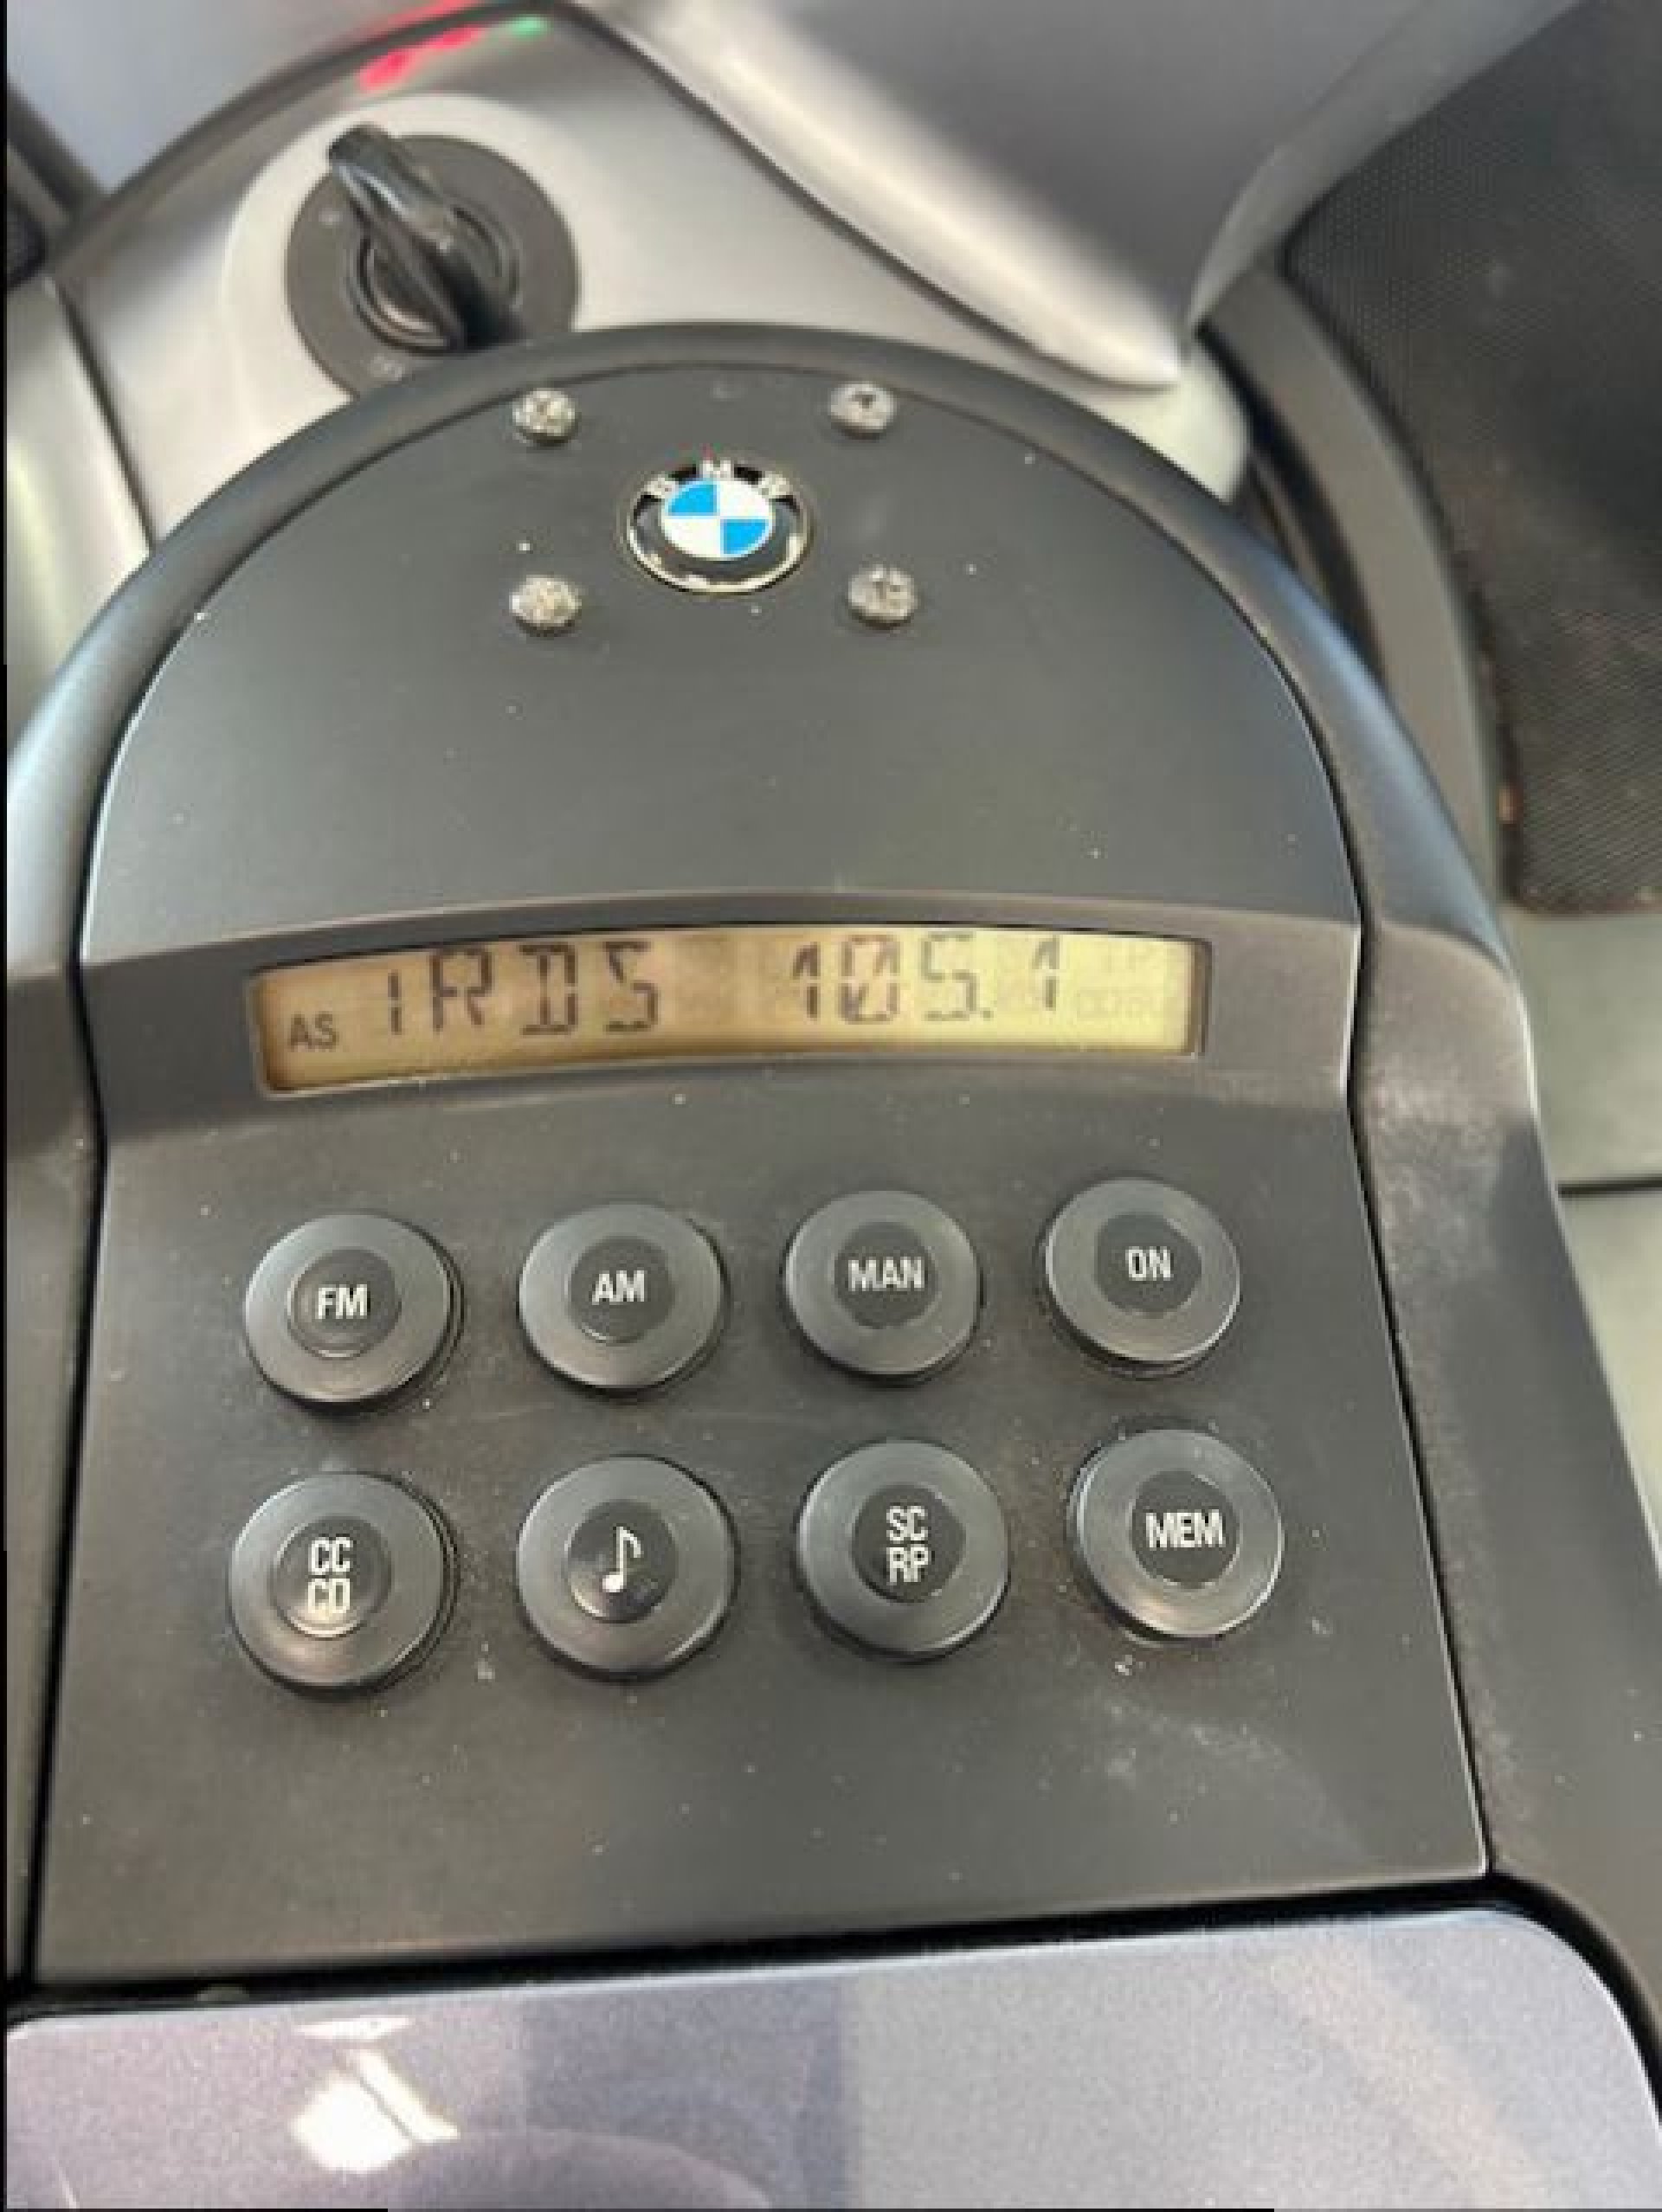 BMW
AS 1RDS 105.1
FM AM MAN ON
CC
CD
♪
SC
RP
MEM